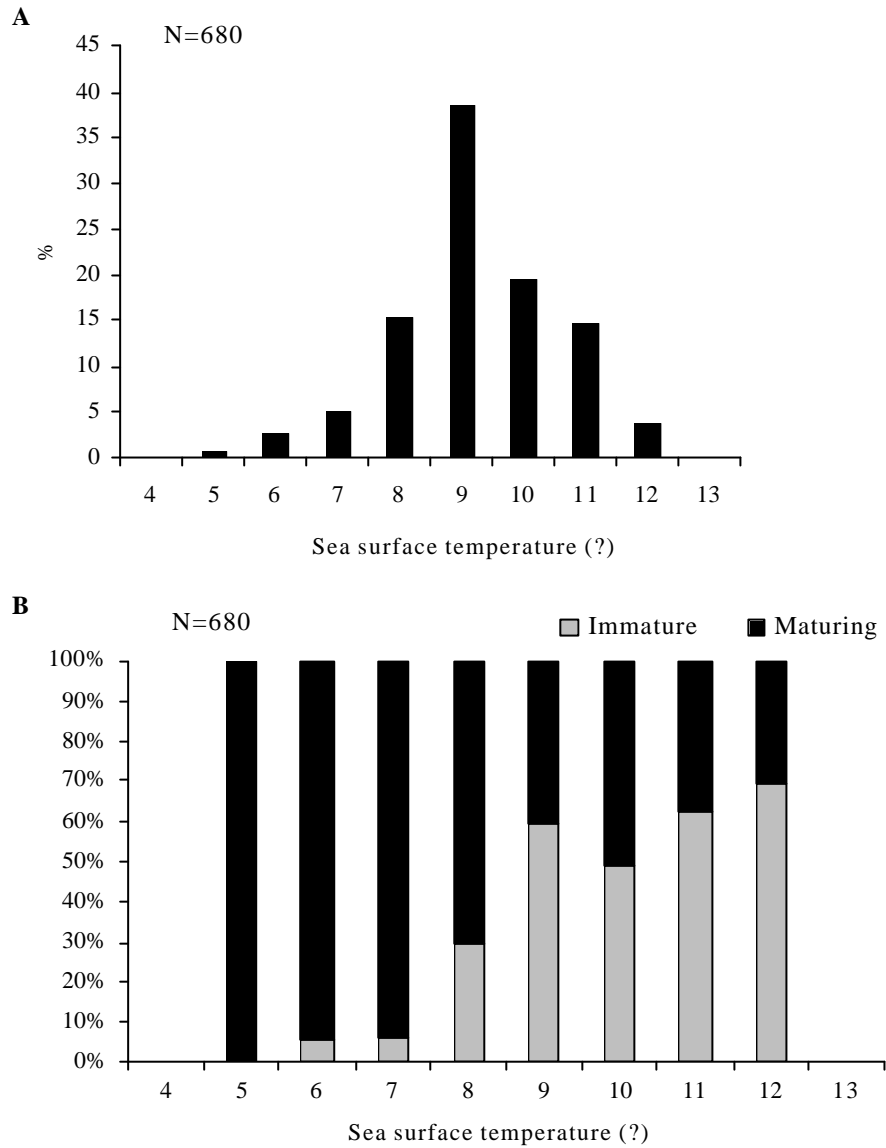 A
N=680
45
40
35
30
25
20
15
10
5
0
%
4 5 6 7 8 9 10 11 12 13
Sea surface temperature (?)
B
N=680
Immature Maturing
100%
90%
80%
70%
60%
50%
40%
30%
20%
10%
0%
4 5 6 7 8 9 10 11 12 13
Sea surface temperature (?)